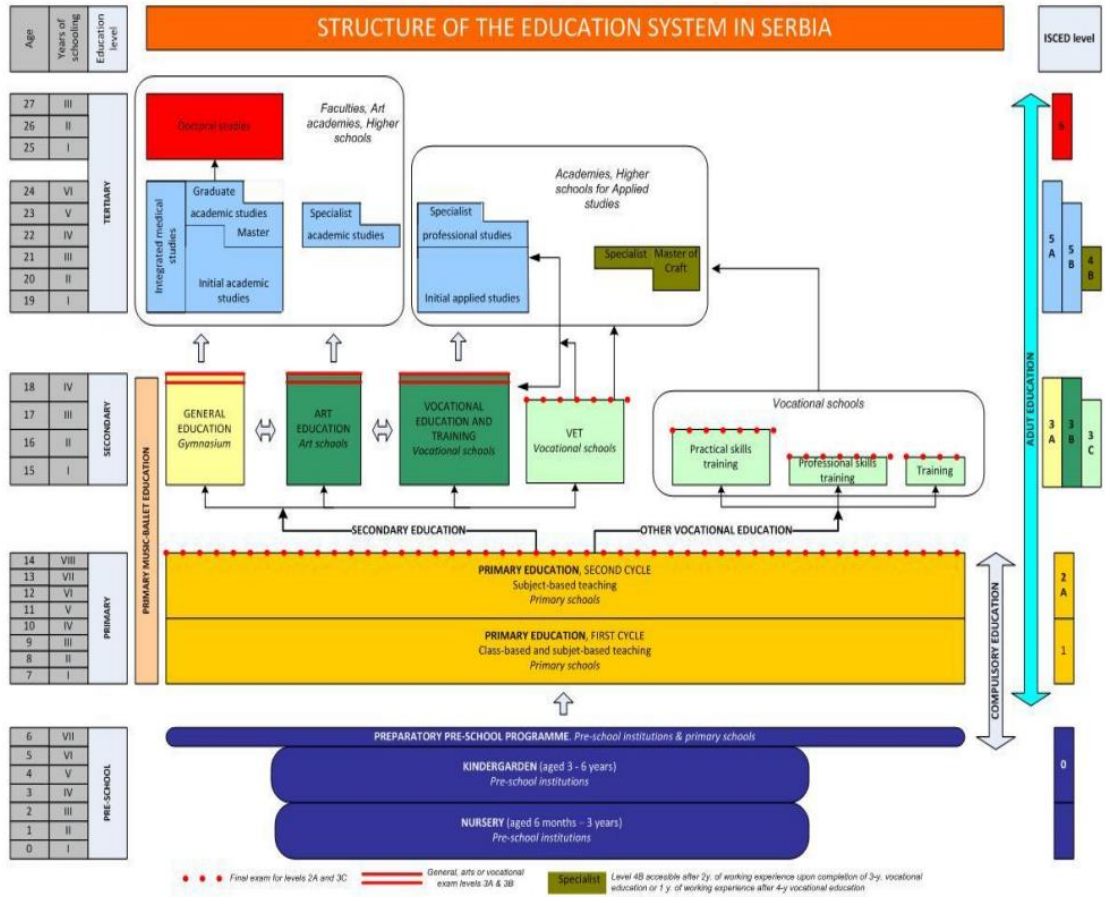 STRUCTURE OF THE EDUCATION SYSTEM IN SERBIA
Age
Years of schooling
Education level
ISCED level
27 III
26 II
25 I
24 VI
23 V
22 IV
21 III
20 II
19 I
TERTIARY
Doctoral studies
Faculties, Art
academies, Higher
schools
Integrated medical
studies
Graduate
academic studies
Master
Initial academic
studies
Specialist
academic studies
Academies, Higher
schools for Applied
studies
Specialist
professional studies
Initial applied studies
Specialist
Master of
Craft
6
5A
5B
4B
ADUT EDUCATION
18 IV
17 III
16 II
15 I
SECONDARY
PRIMARY MUSIC-BALLET EDUCATION
GENERAL
EDUCATION
Gymnasium
ART
EDUCATION
Art schools
VOCATIONAL
EDUCATION AND
TRAINING
Vocational schools
VET
Vocational schools
Vocational schools
Practical skills
training
Professional skills
training
Training
3A
3B
3C
SECONDARY EDUCATION
OTHER VOCATIONAL EDUCATION
14 VIII
13 VII
12 VI
11 V
10 IV
9 III
8 II
7 I
PRIMARY
PRIMARY EDUCATION, SECOND CYCLE
Subject-based teaching
Primary schools
PRIMARY EDUCATION, FIRST CYCLE
Class-based and subjet-based teaching
Primary schools
COMPULSORY EDUCATION
2A
1
6 VII
5 VI
4 V
3 IV
2 III
1 II
0 I
PRE-SCHOOL
PREPARATORY PRE-SCHOOL PROGRAMME. Pre-school institutions & primary schools
KINDERGARDEN (aged 3 - 6 years)
Pre-school institutions
NURSERY (aged 6 months – 3 years)
Pre-school institutions
0
Final exam for levels 2A and 3C
General, arts or vocational
exam levels 3A & 3B
Specialist
Level 4B accesible after 2y. of working experience upon completion of 3-y. vocational
education or 1 y. of working experience after 4-y vocational education